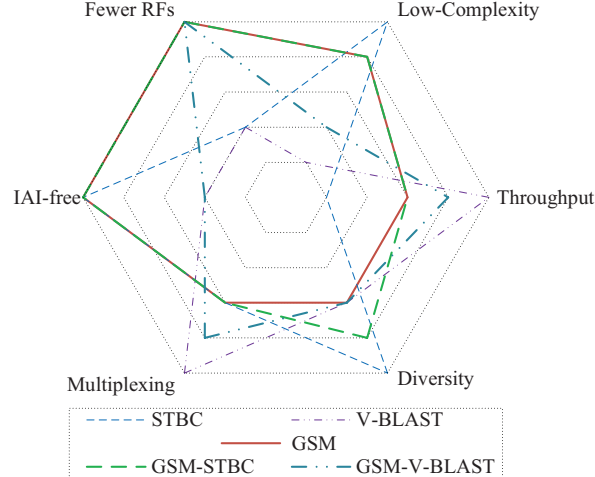 Fewer RFs
Low-Complexity
IAI-free
Throughput
Multiplexing
Diversity
STBC
V-BLAST
GSM
GSM-STBC
GSM-V-BLAST